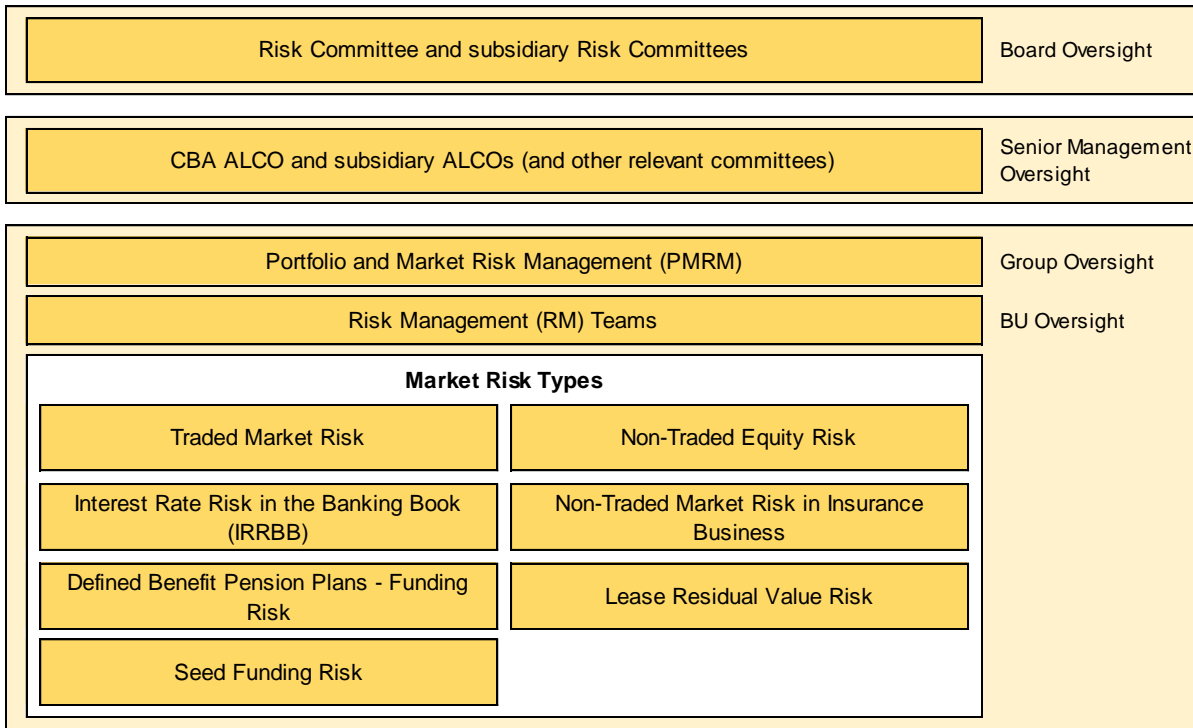 Risk Committee and subsidiary Risk Committees
Board Oversight
CBA ALCO and subsidiary ALCOs (and other relevant committees)
Senior Management
Oversight
Portfolio and Market Risk Management (PMRM)
Group Oversight
Risk Management (RM) Teams
BU Oversight
Market Risk Types
Traded Market Risk
Non-Traded Equity Risk
Interest Rate Risk in the Banking Book
(IRRBB)
Non-Traded Market Risk in Insurance
Business
Defined Benefit Pension Plans - Funding
Risk
Lease Residual Value Risk
Seed Funding Risk